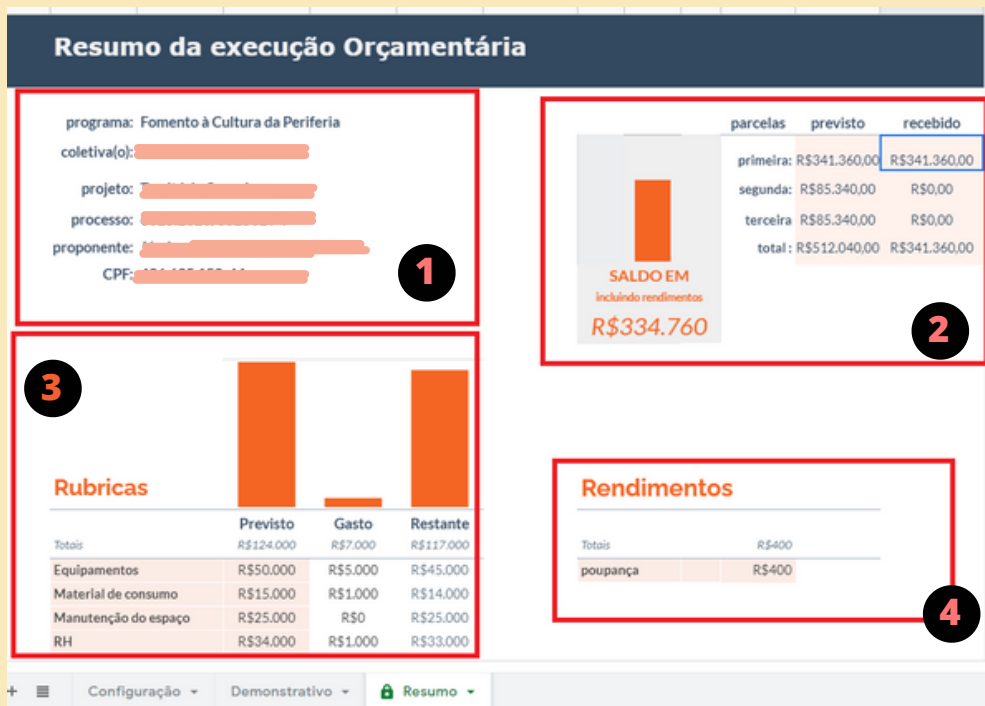 Resumo da execução Orçamentária
programa: Fomento à Cultura da Periferia
coletiva(o):
projeto:
processo:
proponente:
CPF:
1
parcelas previsto recebido
primeira: R$341.360,00 R$341.360,00
segunda: R$85.340,00 R$0,00
terceira R$85.340,00 R$0,00
total: R$512.040,00 R$341.360,00
SALDO EM
incluindo rendimentos
R$334.760
2
3
Rubricas
Previsto Gasto Restante
Totais R$124.000 R$7.000 R$117.000
Equipamentos R$50.000 R$5.000 R$45.000
Material de consumo R$15.000 R$1.000 R$14.000
Manutenção do espaço R$25.000 R$0 R$25.000
RH R$34.000 R$1.000 R$33.000
Rendimentos
Totais R$400
poupança R$400
4
+ Configuração Demonstrativo Resumo